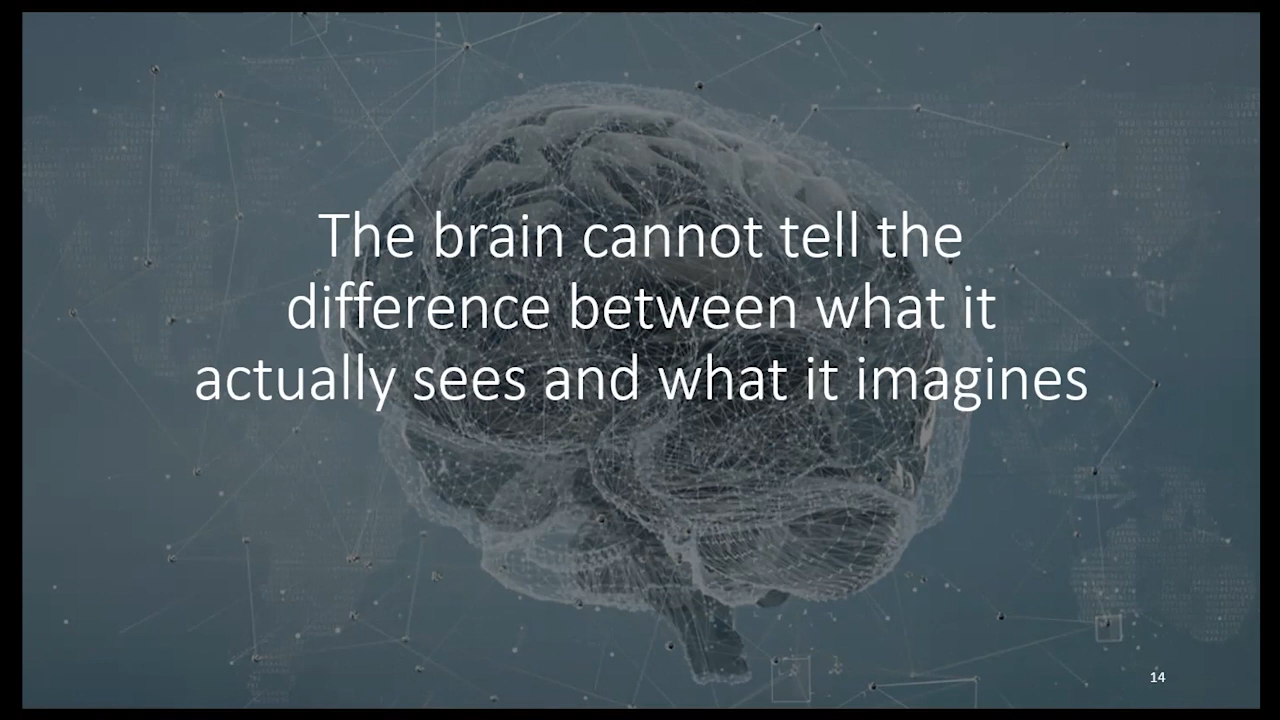 The brain cannot tell the
difference between what it
actually sees and what it imagines
14